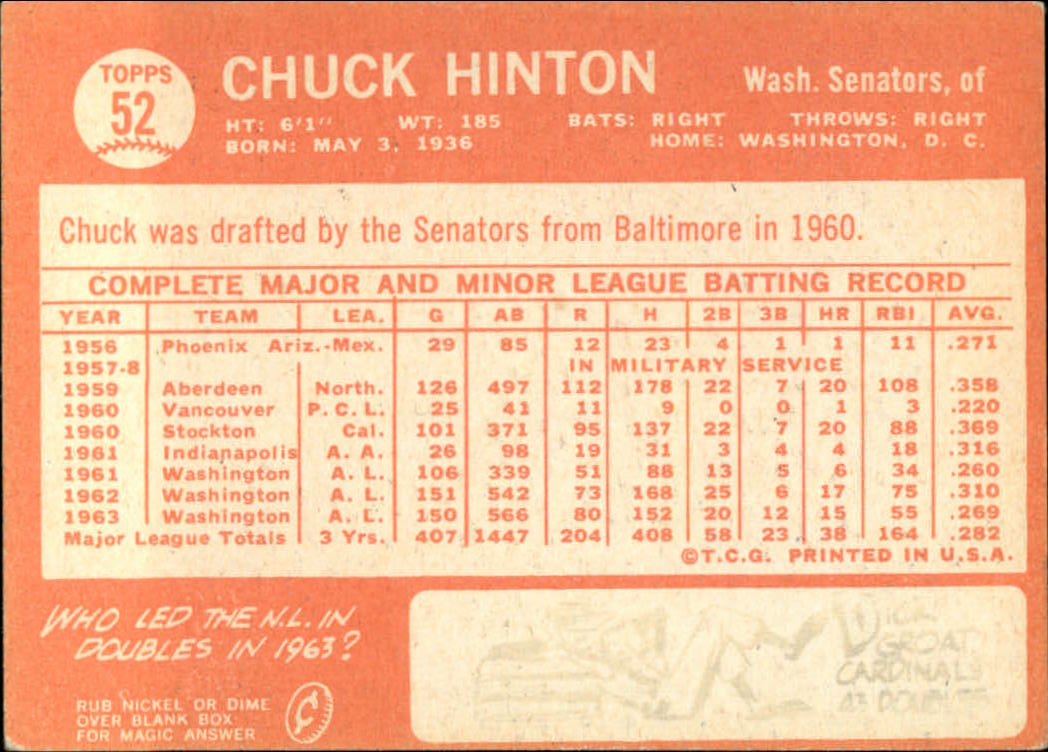 TOPPS
52
CHUCK HINTON
Wash. Senators, of
HT: 6'1" WT: 185 BATS: RIGHT THROWS: RIGHT
BORN: MAY 3, 1936 HOME: WASHINGTON, D. C.
Chuck was drafted by the Senators from Baltimore in 1960.
COMPLETE MAJOR AND MINOR LEAGUE BATTING RECORD
YEAR TEAM LEA. G AB R H 2B 3B HR RBI AVG.
1956 Phoenix Ariz.-Mex. 29 85 12 23 4 1 1 11 .271
1957-8 IN MILITARY SERVICE
1959 Aberdeen North. 126 497 112 178 22 7 20 108 .358
1960 Vancouver P.C.L. 25 41 11 9 0 0 1 3 .220
1960 Stockton Cal. 101 371 95 137 22 7 20 88 .369
1961 Indianapolis A. A. 26 98 19 31 3 4 4 18 .316
1961 Washington A. L. 106 339 51 88 13 5 6 34 .260
1962 Washington A. L. 151 542 73 168 25 6 17 75 .310
1963 Washington A. L. 150 566 80 152 20 12 15 55 .269
Major League Totals 3 Yrs. 407 1447 204 408 58 23 38 164 .282
©T.C.G. PRINTED IN U.S.A.
WHO LED THE N.L. IN
DOUBLES IN 1963?
RUB NICKEL OR DIME
OVER BLANK BOX
FOR MAGIC ANSWER
DICK
GROAT
CARDINALS
43 DOUBLES